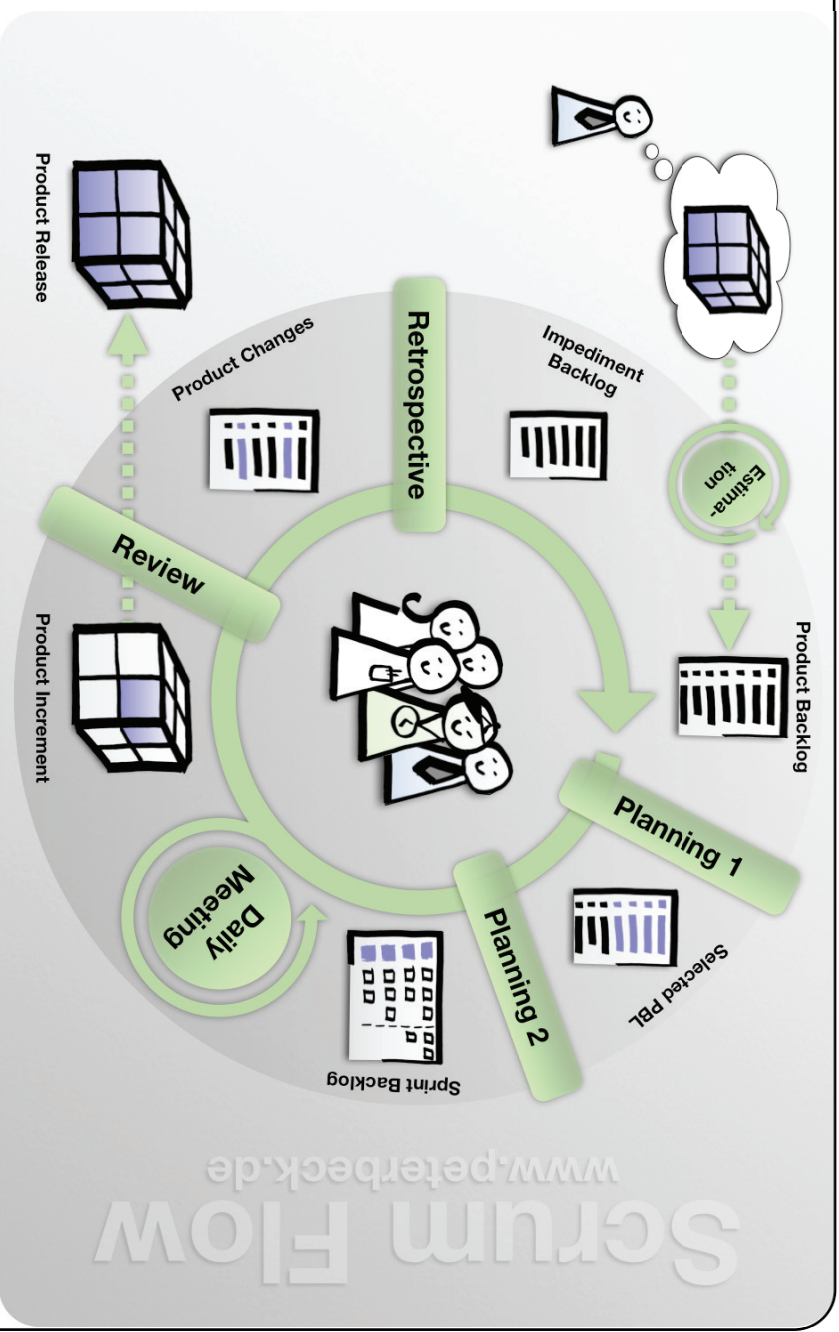 Product Backlog
Estima-
tion
Planning 1
Selected PBL
Planning 2
Sprint Backlog
Daily
Meeting
Product Increment
Review
Product Release
Product Changes
Retrospective
Impediment
Backlog
Scrum Flow
www.peterbeck.de